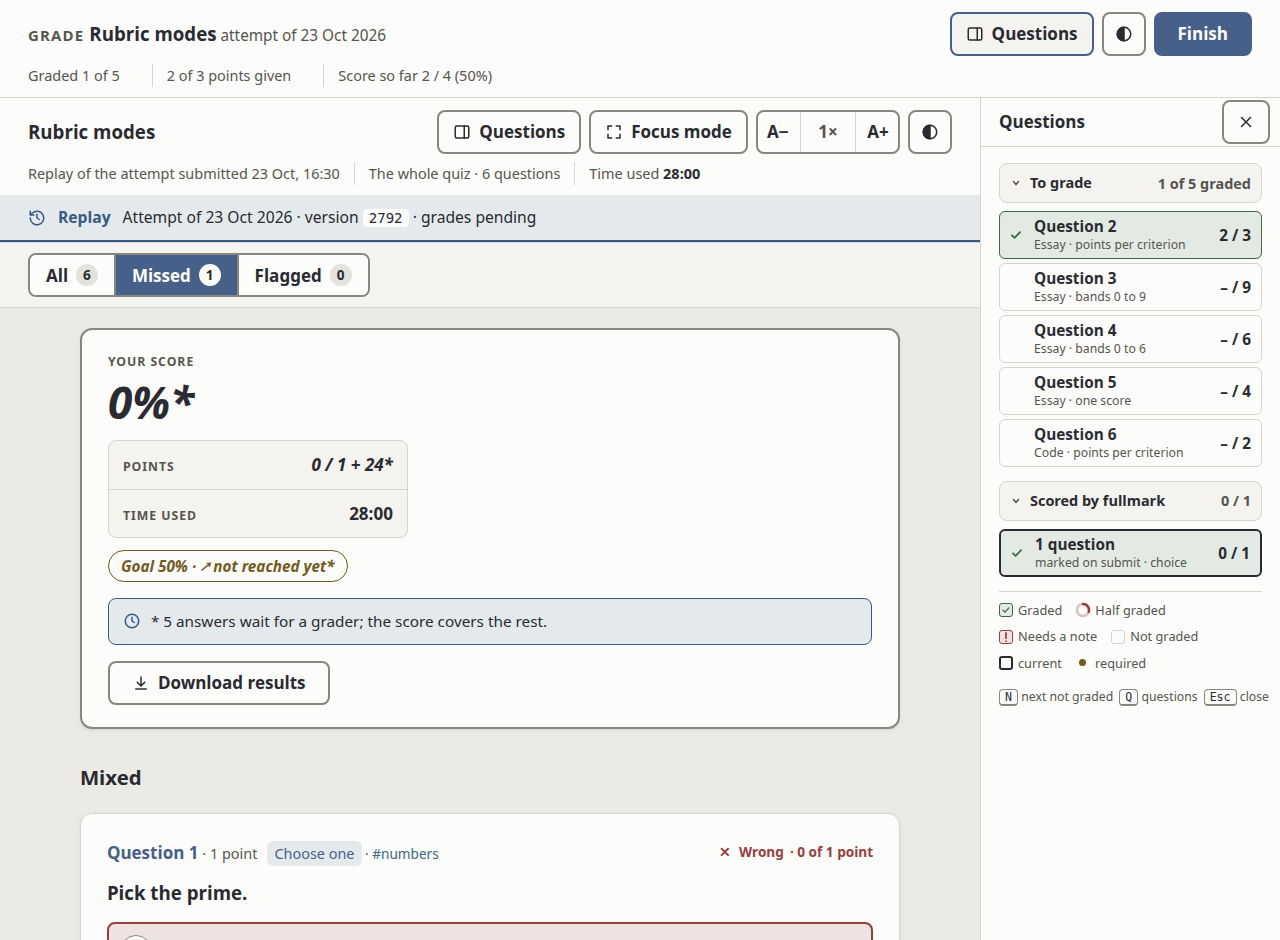 GRADE Rubric modes attempt of 23 Oct 2026
Questions
Finish
Graded 1 of 5
2 of 3 points given
Score so far 2 / 4 (50%)
Rubric modes
Questions
Focus mode
A−
1×
A+
Replay of the attempt submitted 23 Oct, 16:30
The whole quiz · 6 questions
Time used 28:00
Replay Attempt of 23 Oct 2026 · version 2792 · grades pending
All 6
Missed 1
Flagged 0
YOUR SCORE
0%*
POINTS 0 / 1 + 24*
TIME USED 28:00
Goal 50% · ↗ not reached yet*
* 5 answers wait for a grader; the score covers the rest.
Download results
Mixed
Question 1 · 1 point Choose one · #numbers
✕ Wrong · 0 of 1 point
Pick the prime.
Questions
To grade 1 of 5 graded
Question 2 2 / 3
Essay · points per criterion
Question 3 – / 9
Essay · bands 0 to 9
Question 4 – / 6
Essay · bands 0 to 6
Question 5 – / 4
Essay · one score
Question 6 – / 2
Code · points per criterion
Scored by fullmark 0 / 1
1 question 0 / 1
marked on submit · choice
Graded Half graded
! Needs a note Not graded
current required
N next not graded Q questions Esc close